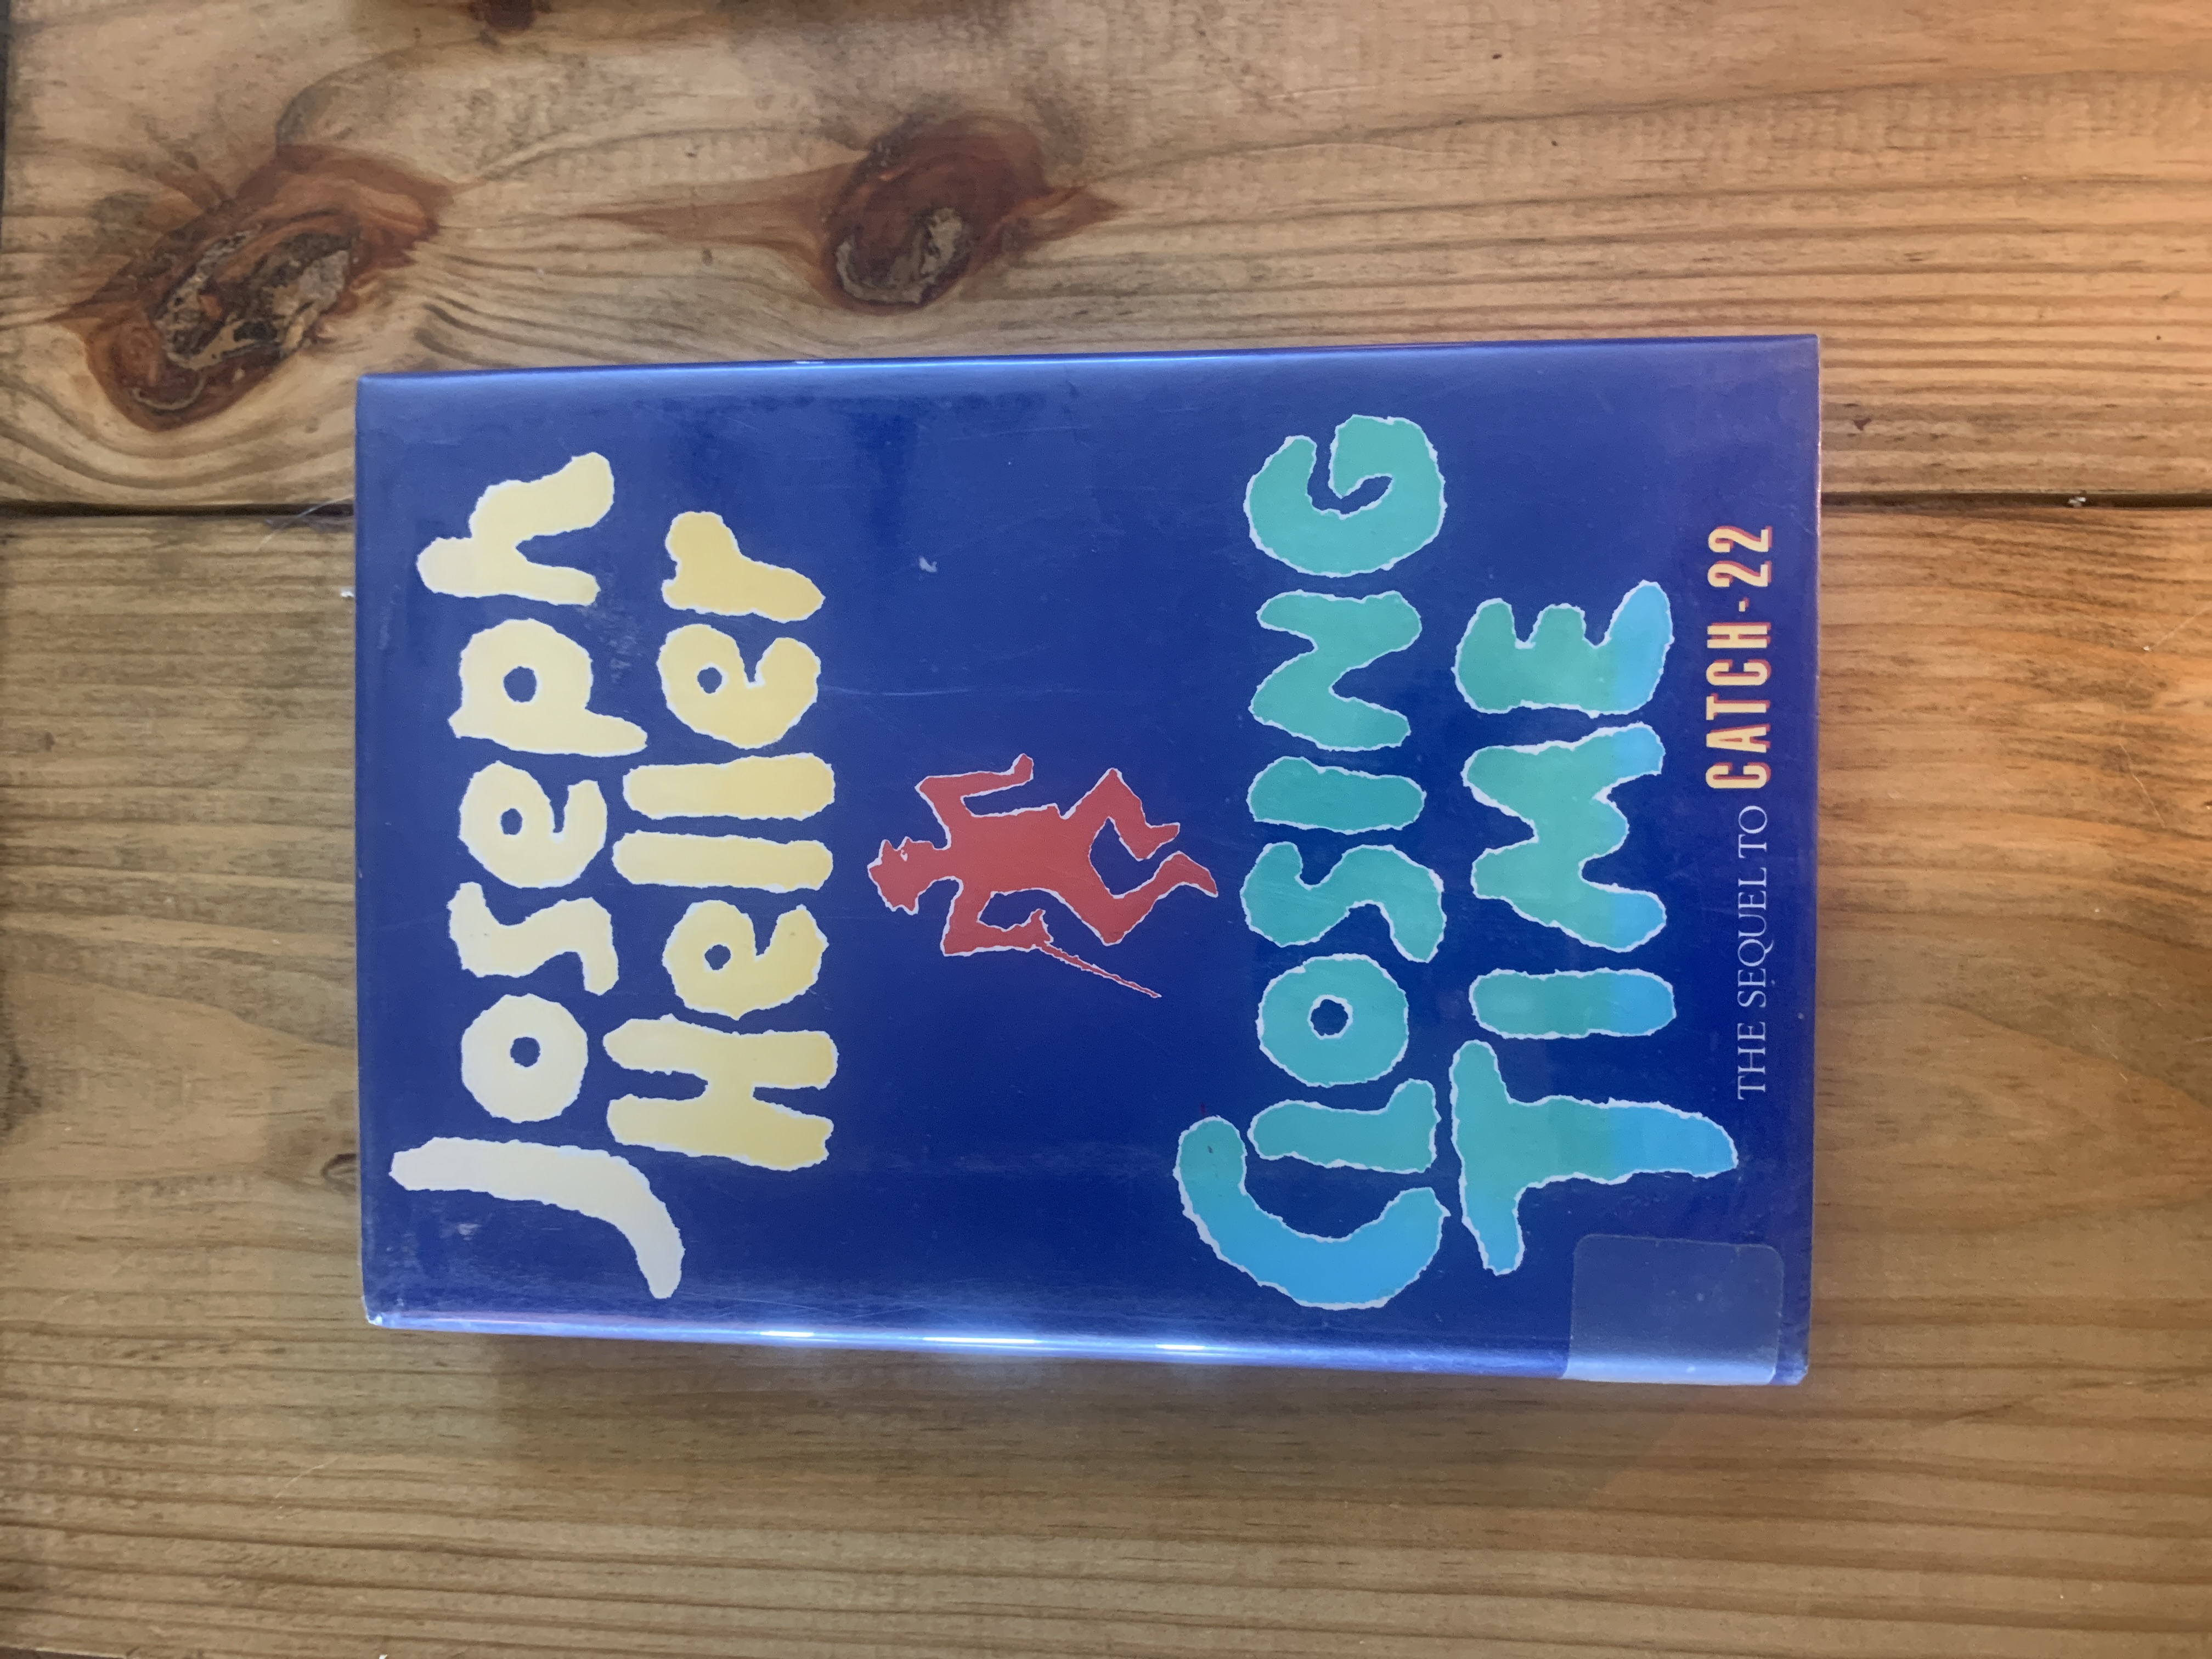 Joseph
Heller
ClOSING
TIME
THE SEQUEL TO CATCH-22